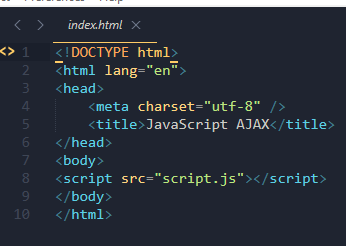 index.html
<> 1 <!DOCTYPE html>
2 <html lang="en">
3 <head>
4     <meta charset="utf-8" />
5     <title>JavaScript AJAX</title>
6 </head>
7 <body>
8 <script src="script.js"></script>
9 </body>
10 </html>